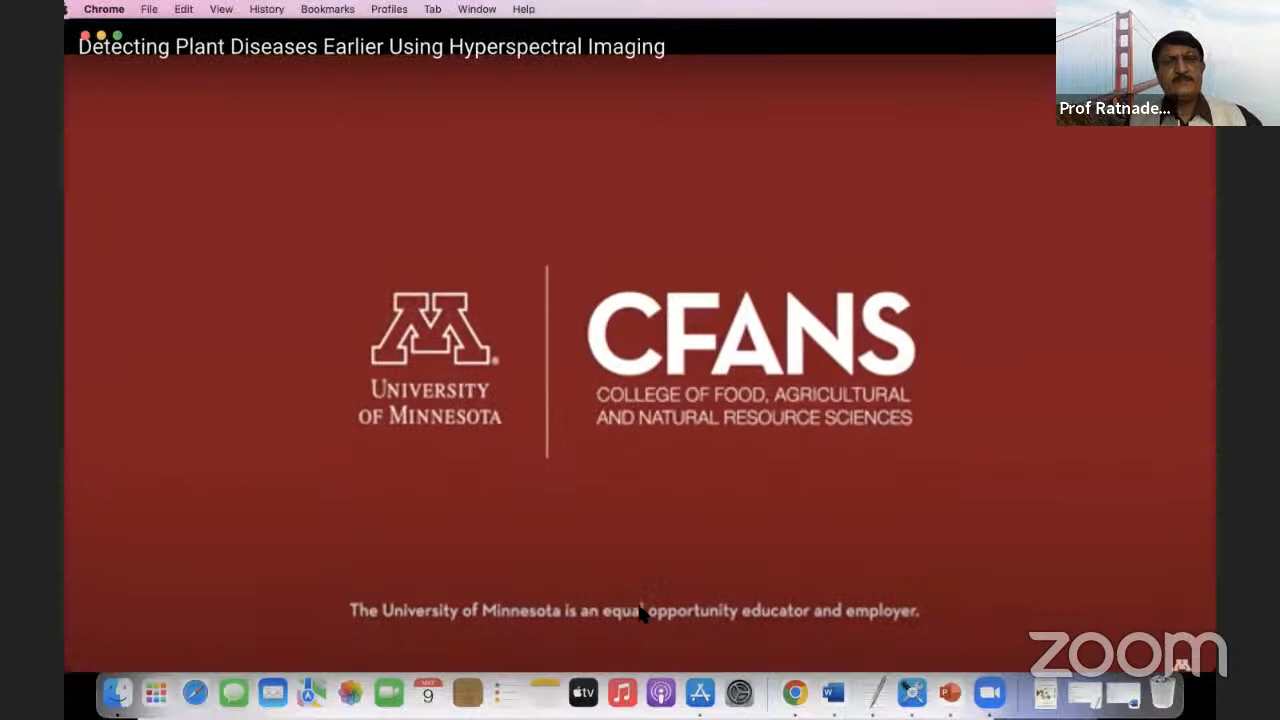 Chrome File Edit View History Bookmarks Profiles Tab Window Help
Detecting Plant Diseases Earlier Using Hyperspectral Imaging
Prof Ratnade...
M
UNIVERSITY
OF MINNESOTA
CFANS
COLLEGE OF FOOD, AGRICULTURAL
AND NATURAL RESOURCE SCIENCES
The University of Minnesota is an equal opportunity educator and employer.
zoom
MAY
9
tv
W
P